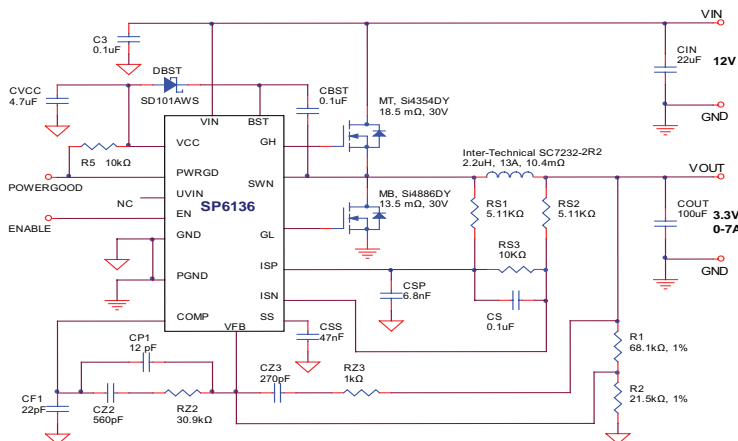 VIN
C3
0.1uF
CIN
22uF
12V
GND
DBST
SD101AWS
CVCC
4.7uF
CBST
0.1uF
MT, Si4354DY
18.5 mΩ, 30V
R5 10kΩ
POWERGOOD
NC
ENABLE
VIN
BST
VCC
GH
PWRGD
SWN
UVIN
SP6136
EN
GL
GND
ISP
PGND
ISN
COMP
SS
VFB
Inter-Technical SC7232-2R2
2.2uH, 13A, 10.4mΩ
VOUT
MB, Si4886DY
13.5 mΩ, 30V
RS1
5.11KΩ
RS2
5.11KΩ
COUT
100uF
3.3V
0-7A
GND
RS3
10KΩ
CSP
6.8nF
CS
0.1uF
CSS
47nF
CP1
12 pF
CF1
22pF
CZ2
560pF
RZ2
30.9kΩ
CZ3
270pF
RZ3
1kΩ
R1
68.1kΩ, 1%
R2
21.5kΩ, 1%